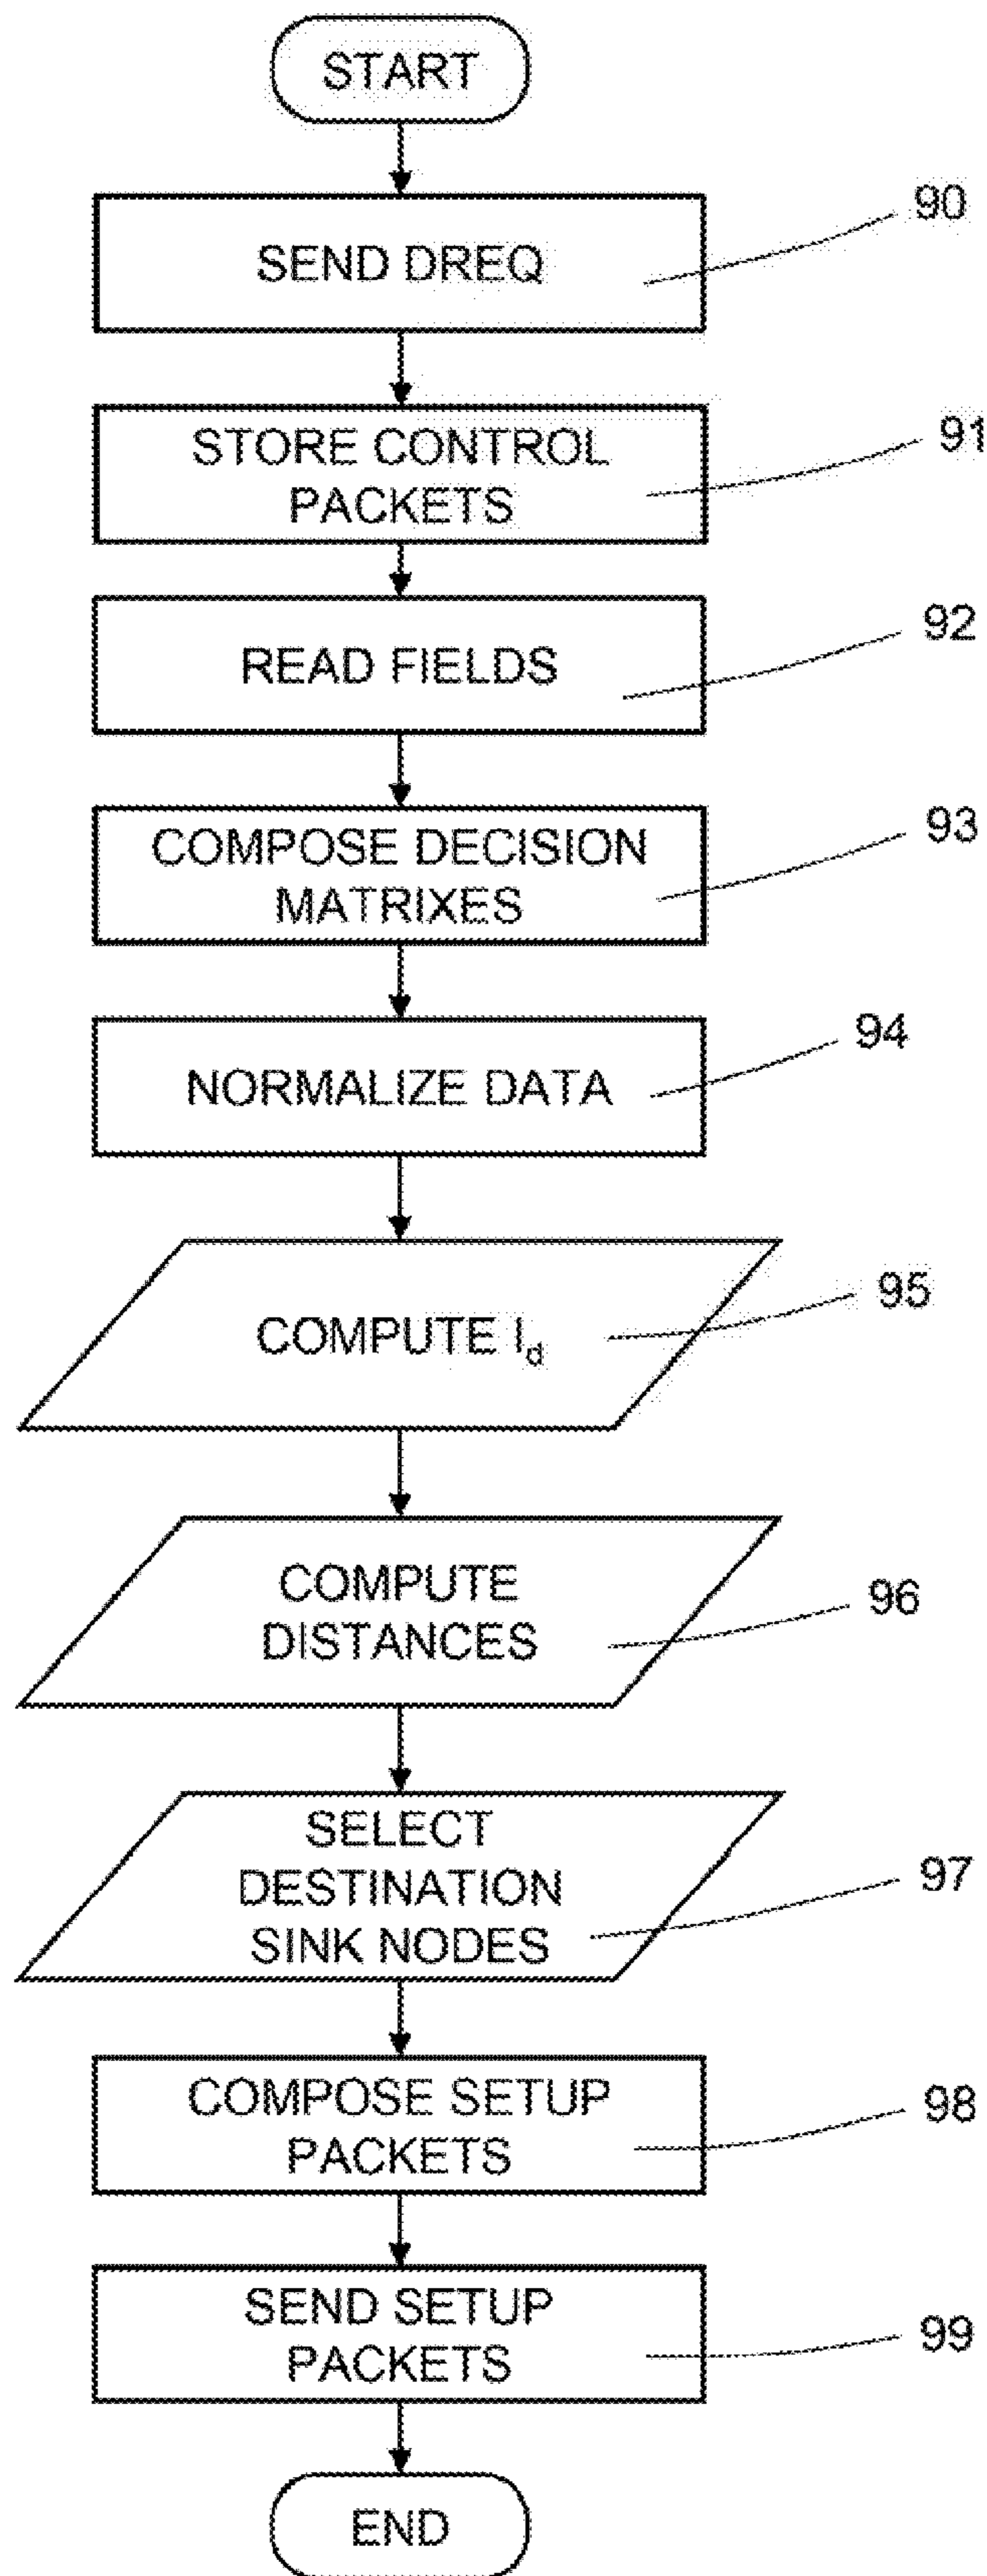 START
SEND DREQ
90
STORE CONTROL
PACKETS
91
READ FIELDS
92
COMPOSE DECISION
MATRIXES
93
NORMALIZE DATA
94
COMPUTE Id
95
COMPUTE
DISTANCES
96
SELECT
DESTINATION
SINK NODES
97
COMPOSE SETUP
PACKETS
98
SEND SETUP
PACKETS
99
END